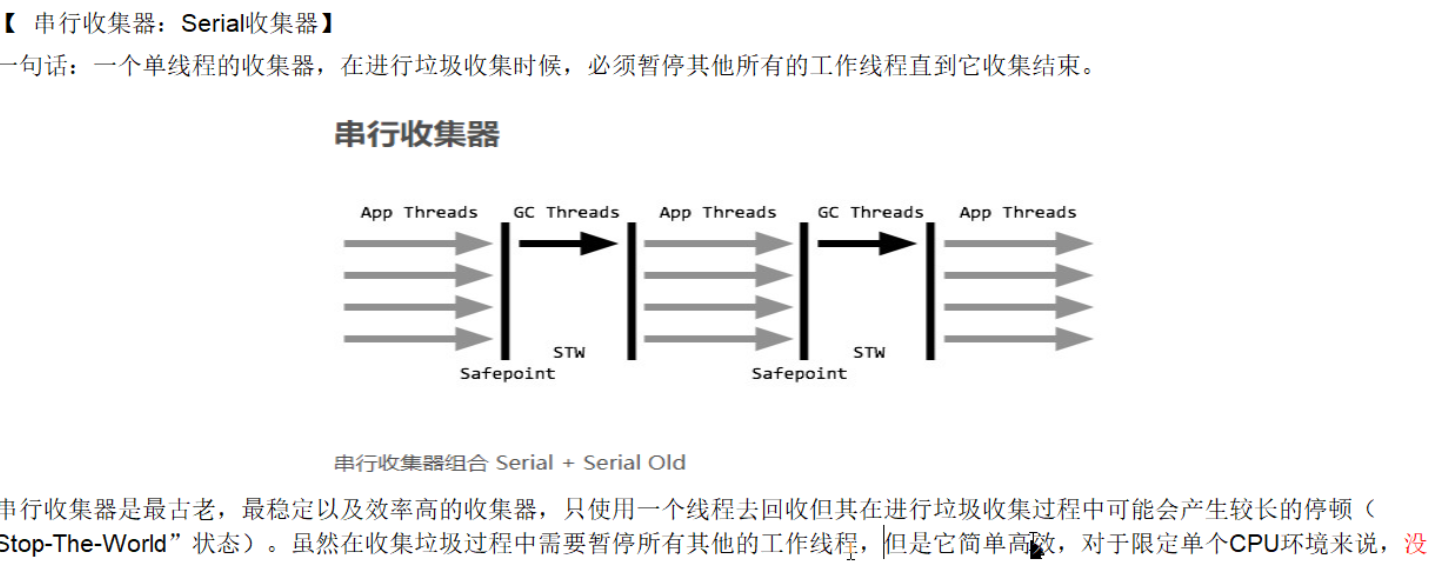 【 串行收集器：Serial收集器】
一句话：一个单线程的收集器，在进行垃圾收集时候，必须暂停其他所有的工作线程直到它收集结束。
串行收集器
App Threads GC Threads App Threads GC Threads App Threads
STW STW
Safepoint Safepoint
串行收集器组合 Serial + Serial Old
串行收集器是最古老，最稳定以及效率高的收集器，只使用一个线程去回收但其在进行垃圾收集过程中可能会产生较长的停顿（
Stop-The-World”状态）。虽然在收集垃圾过程中需要暂停所有其他的工作线程，但是它简单高效，对于限定单个CPU环境来说，没